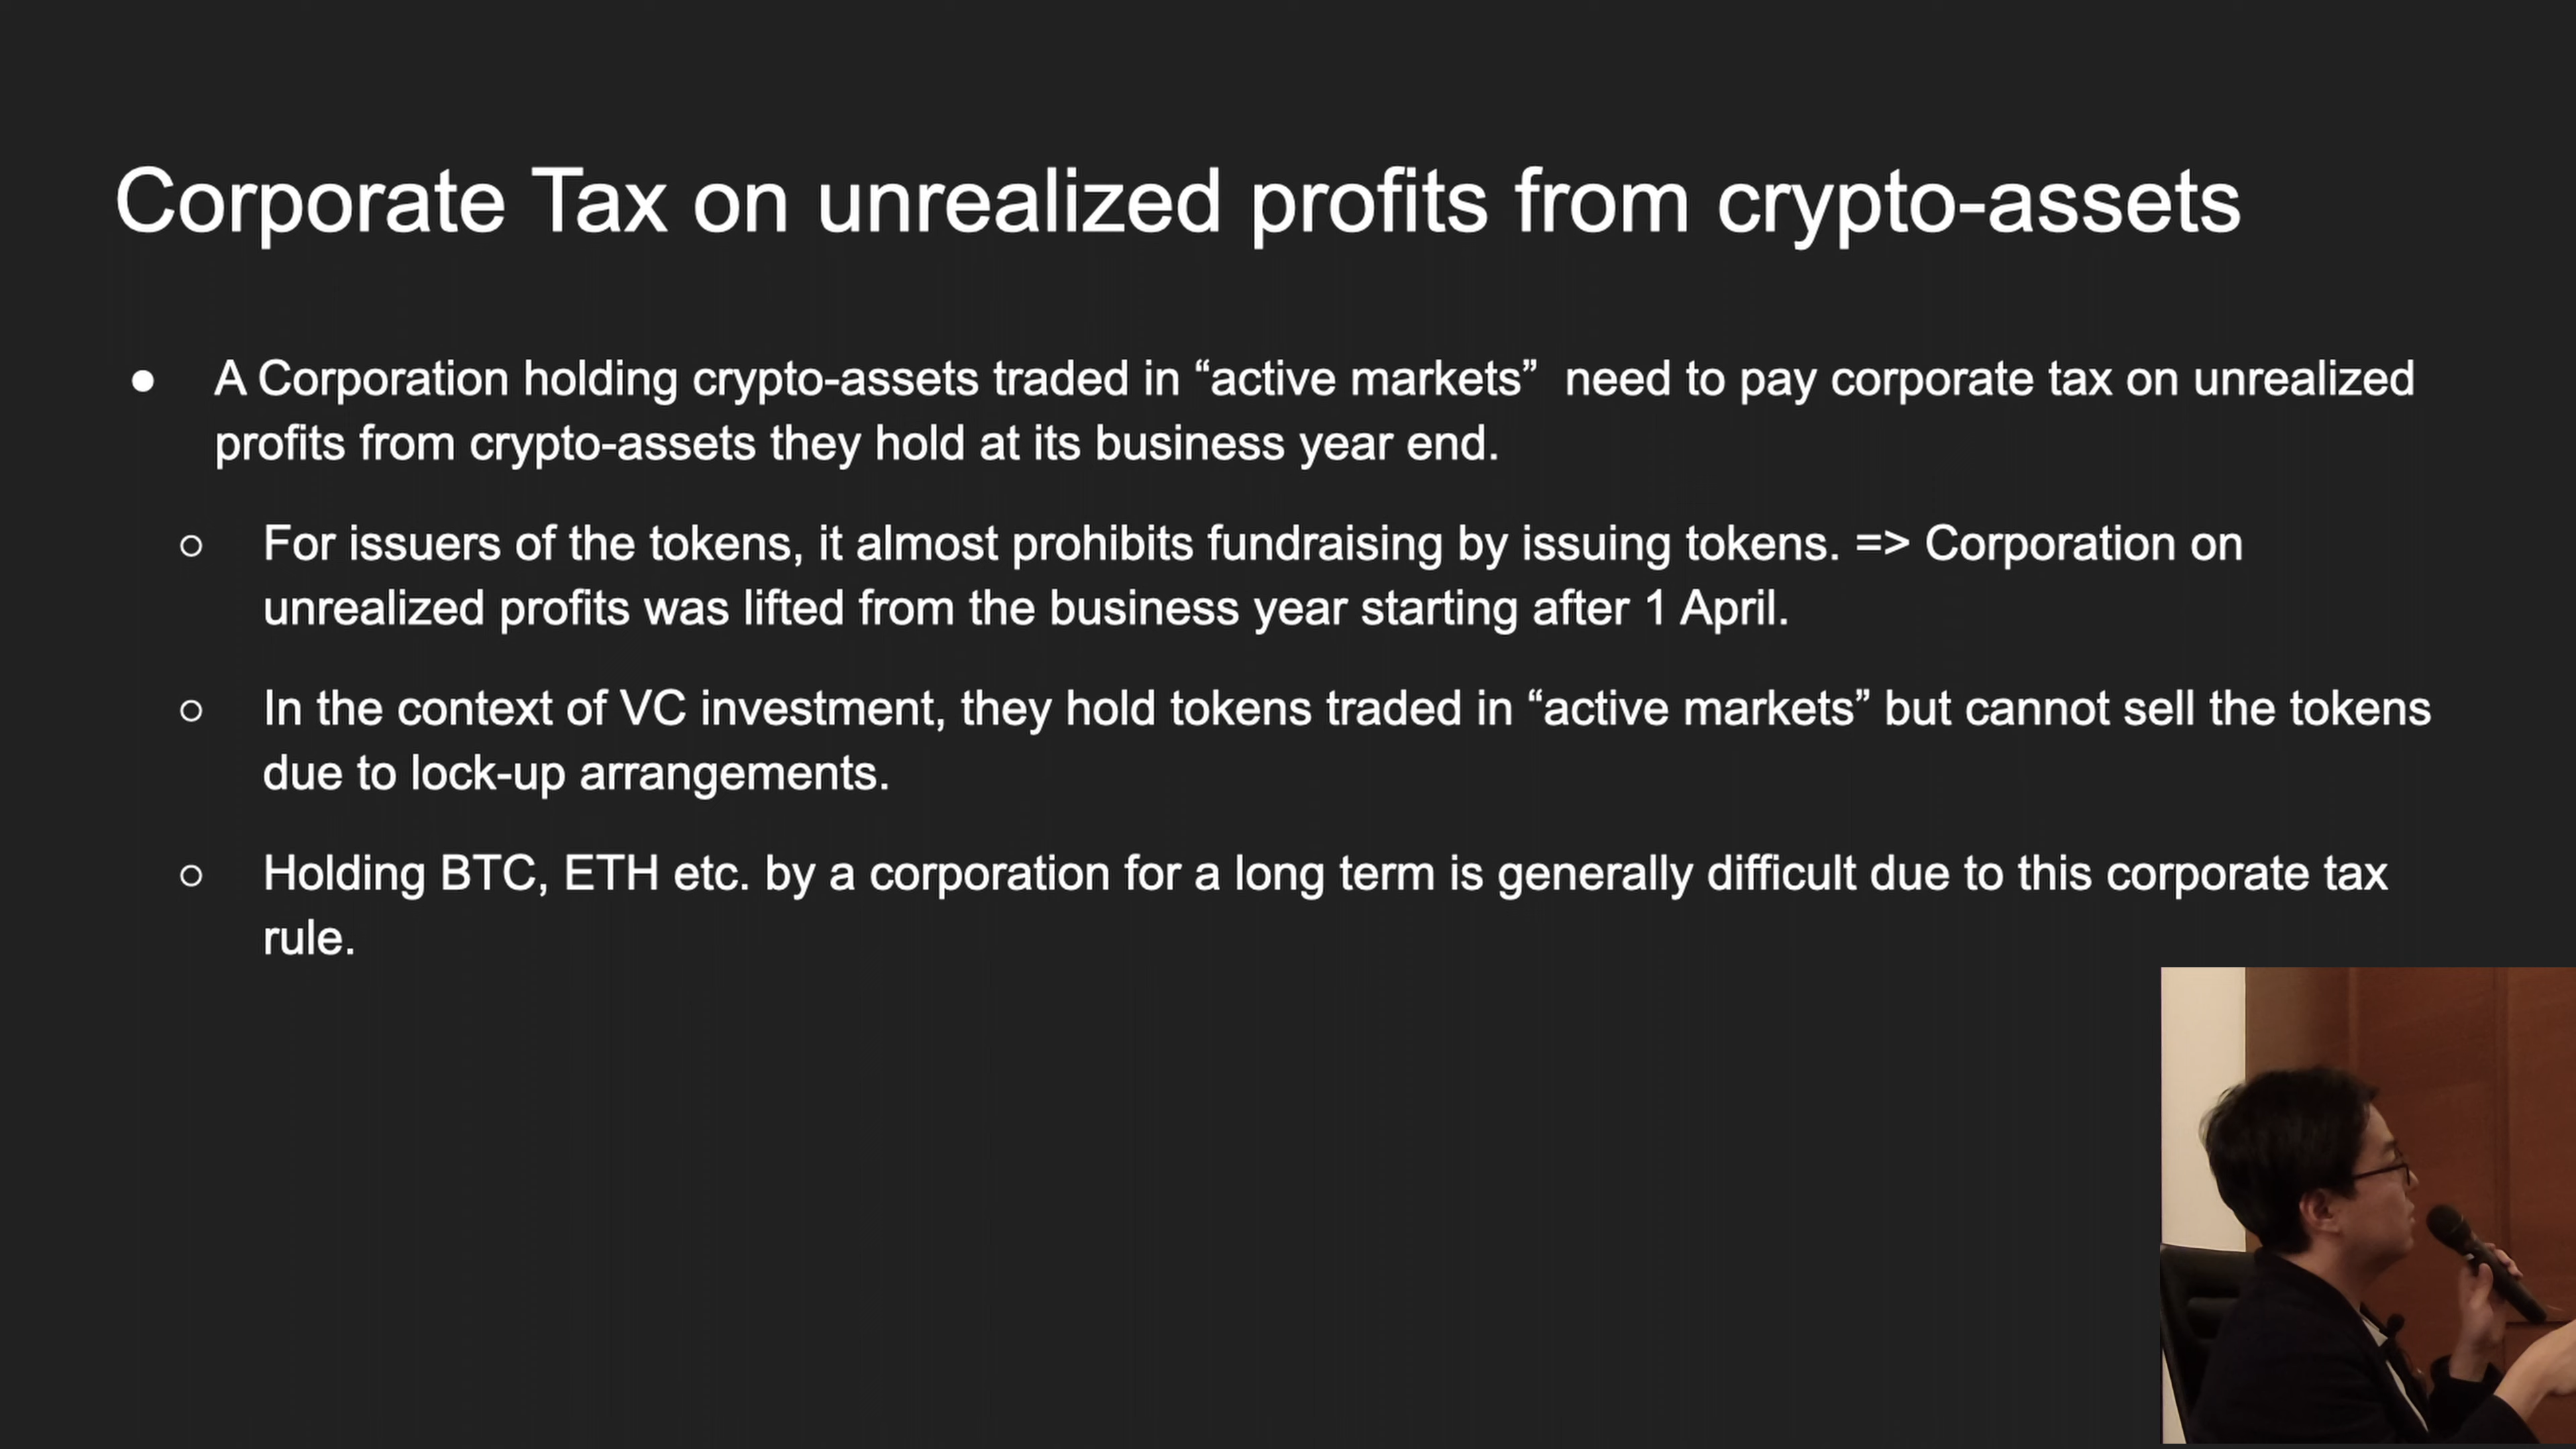 Corporate Tax on unrealized profits from crypto-assets
● A Corporation holding crypto-assets traded in “active markets”  need to pay corporate tax on unrealized
profits from crypto-assets they hold at its business year end.
○ For issuers of the tokens, it almost prohibits fundraising by issuing tokens. => Corporation on
unrealized profits was lifted from the business year starting after 1 April.
○ In the context of VC investment, they hold tokens traded in “active markets” but cannot sell the tokens
due to lock-up arrangements.
○ Holding BTC, ETH etc. by a corporation for a long term is generally difficult due to this corporate tax
rule.